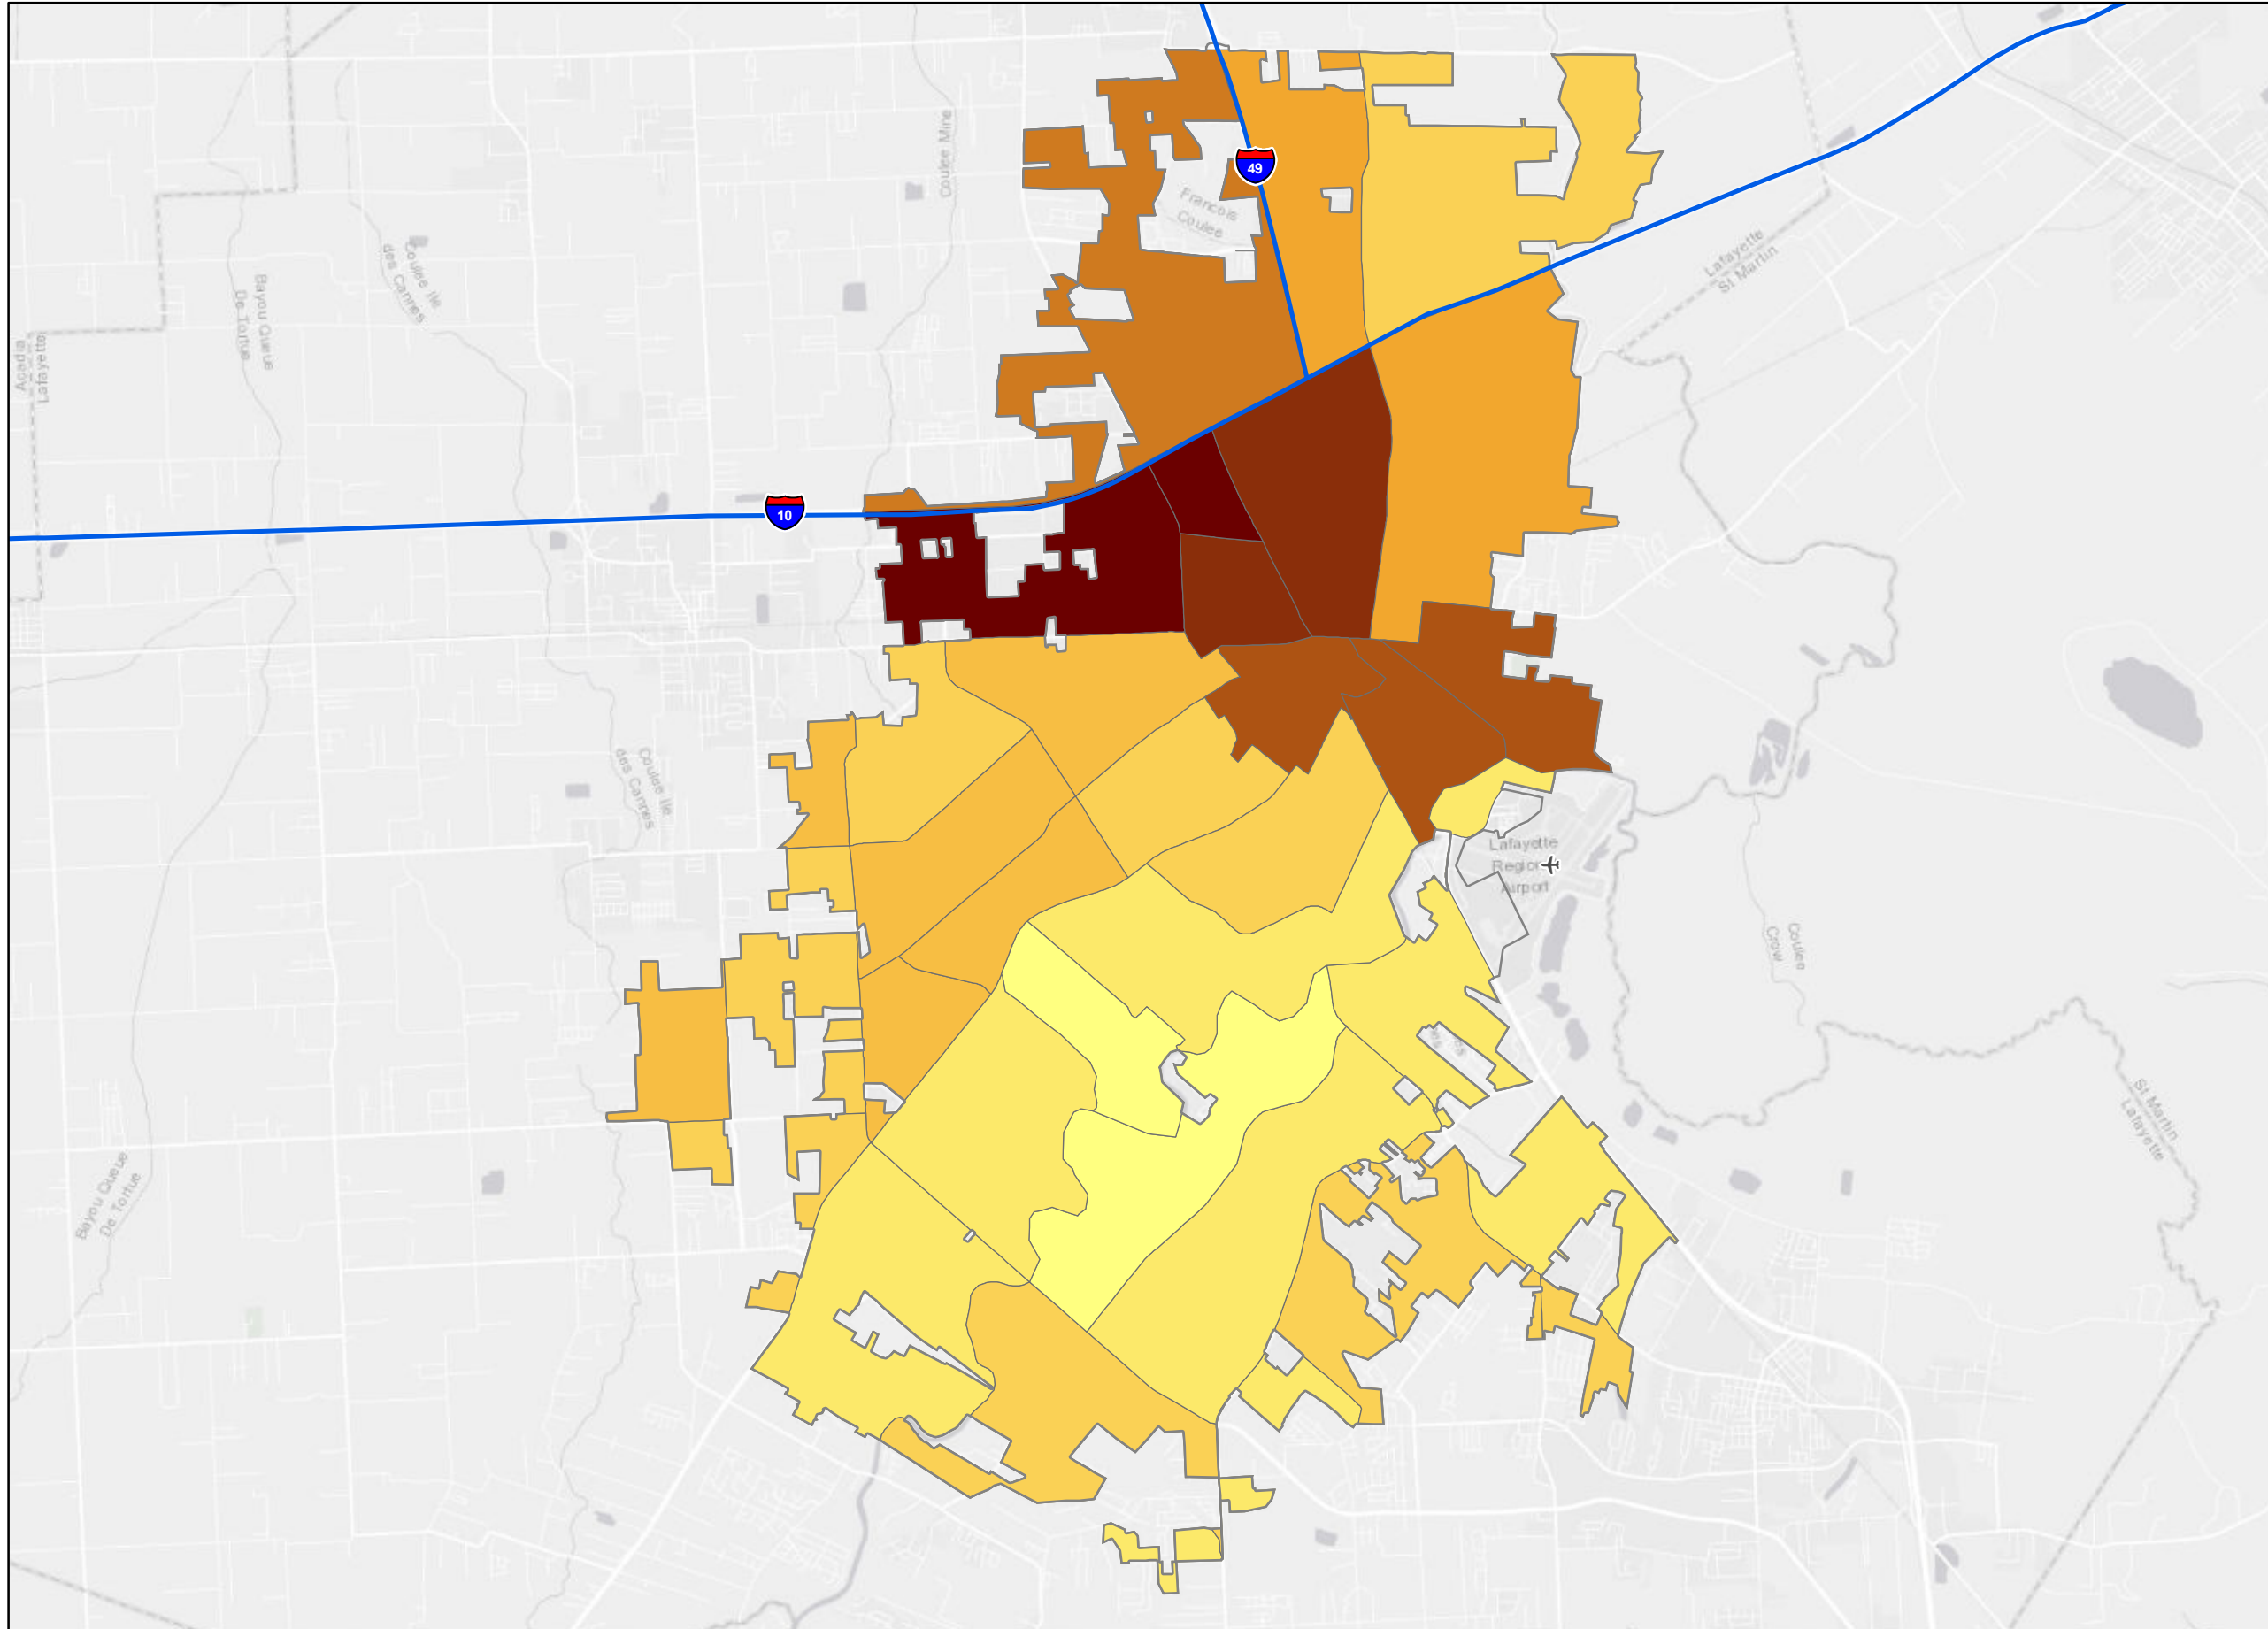 Coulee Mine
49
Francois
Coulee
Lafayette
St Martin
Coulee Ile
des Cannes
Bayou Queue
De Tortue
Acadia
Lafayette
10
Coulee Ile
des Cannes
Lafayette
Regional
Airport
Coulee
Crow
St Martin
Lafayette
Bayou Queue
De Tortue